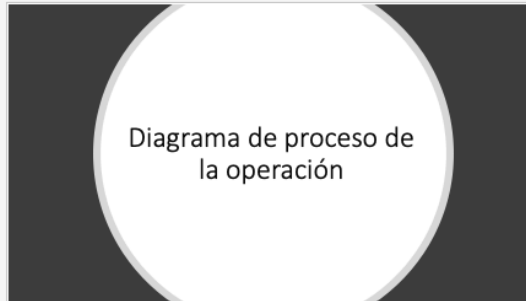 Diagrama de proceso de
la operación